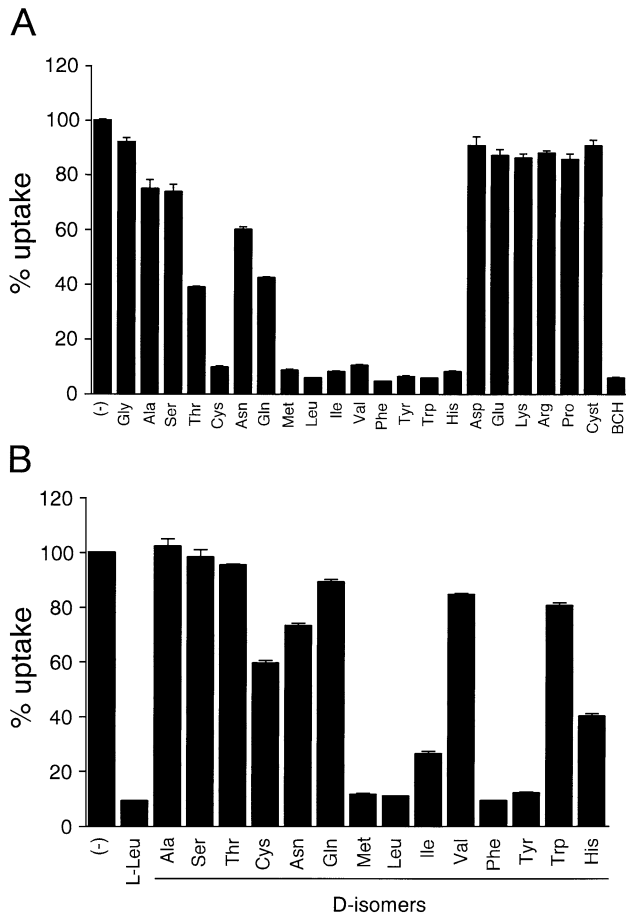 A
% uptake
120
100
80
60
40
20
0
(-) Gly Ala Ser Thr Cys Asn Gln Met Leu Ile Val Phe Tyr Trp His Asp Glu Lys Arg Pro Cyst BCH
B
% uptake
120
100
80
60
40
20
0
(-) L-Leu Ala Ser Thr Cys Asn Gln Met Leu Ile Val Phe Tyr Trp His
D-isomers